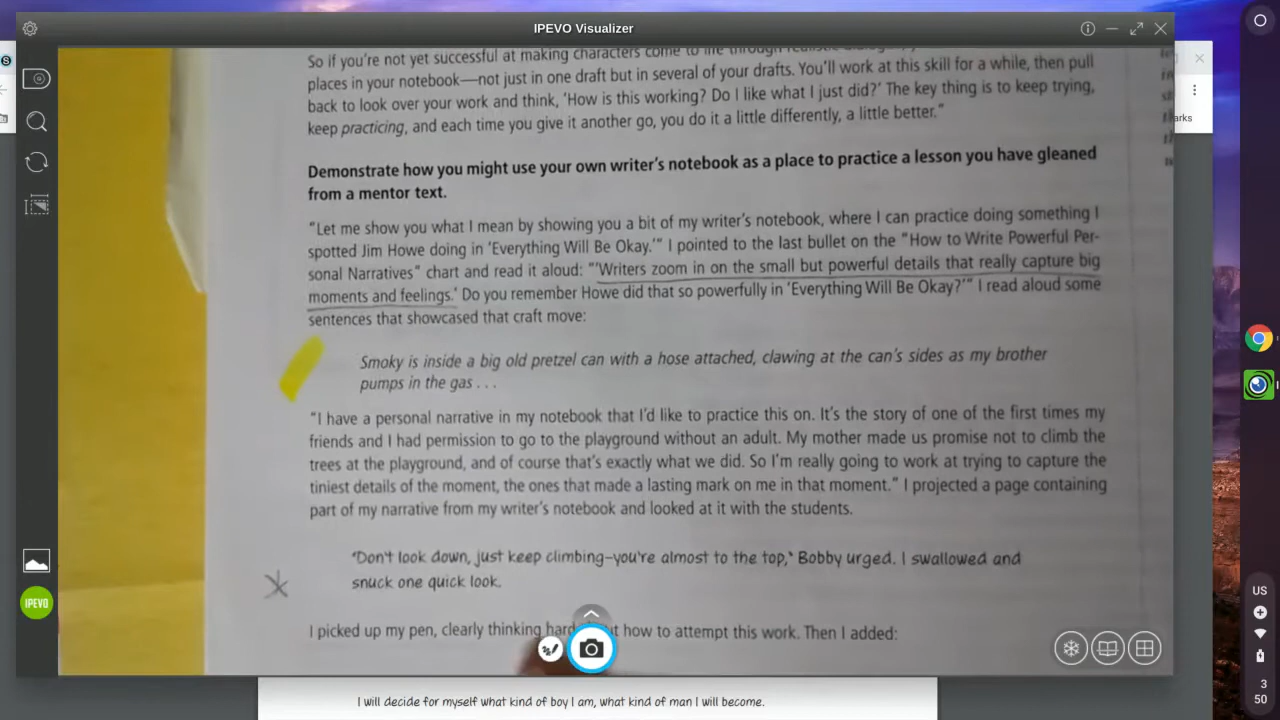 IPEVO Visualizer
So if you're not yet successful at making characters come to life through realistic
places in your notebook—not just in one draft but in several of your drafts. You'll work at this skill for a while, then pull
back to look over your work and think, 'How is this working? Do I like what I just did?' The key thing is to keep trying,
keep practicing, and each time you give it another go, you do it a little differently, a little better."
Demonstrate how you might use your own writer's notebook as a place to practice a lesson you have gleaned
from a mentor text.
"Let me show you what I mean by showing you a bit of my writer's notebook, where I can practice doing something I
spotted Jim Howe doing in 'Everything Will Be Okay.'" I pointed to the last bullet on the "How to Write Powerful Per-
sonal Narratives" chart and read it aloud: "'Writers zoom in on the small but powerful details that really capture big
moments and feelings.' Do you remember Howe did that so powerfully in 'Everything Will Be Okay?'" I read aloud some
sentences that showcased that craft move:
Smoky is inside a big old pretzel can with a hose attached, clawing at the can's sides as my brother
pumps in the gas . . .
"I have a personal narrative in my notebook that I'd like to practice this on. It's the story of one of the first times my
friends and I had permission to go to the playground without an adult. My mother made us promise not to climb the
trees at the playground, and of course that's exactly what we did. So I'm really going to work at trying to capture the
tiniest details of the moment, the ones that made a lasting mark on me in that moment." I projected a page containing
part of my narrative from my writer's notebook and looked at it with the students.
"Don't look down, just keep climbing–you're almost to the top," Bobby urged. I swallowed and
snuck one quick look.
I picked up my pen, clearly thinking hard how to attempt this work. Then I added:
I will decide for myself what kind of boy I am, what kind of man I will become.
IPEVO
arks
US
3
50